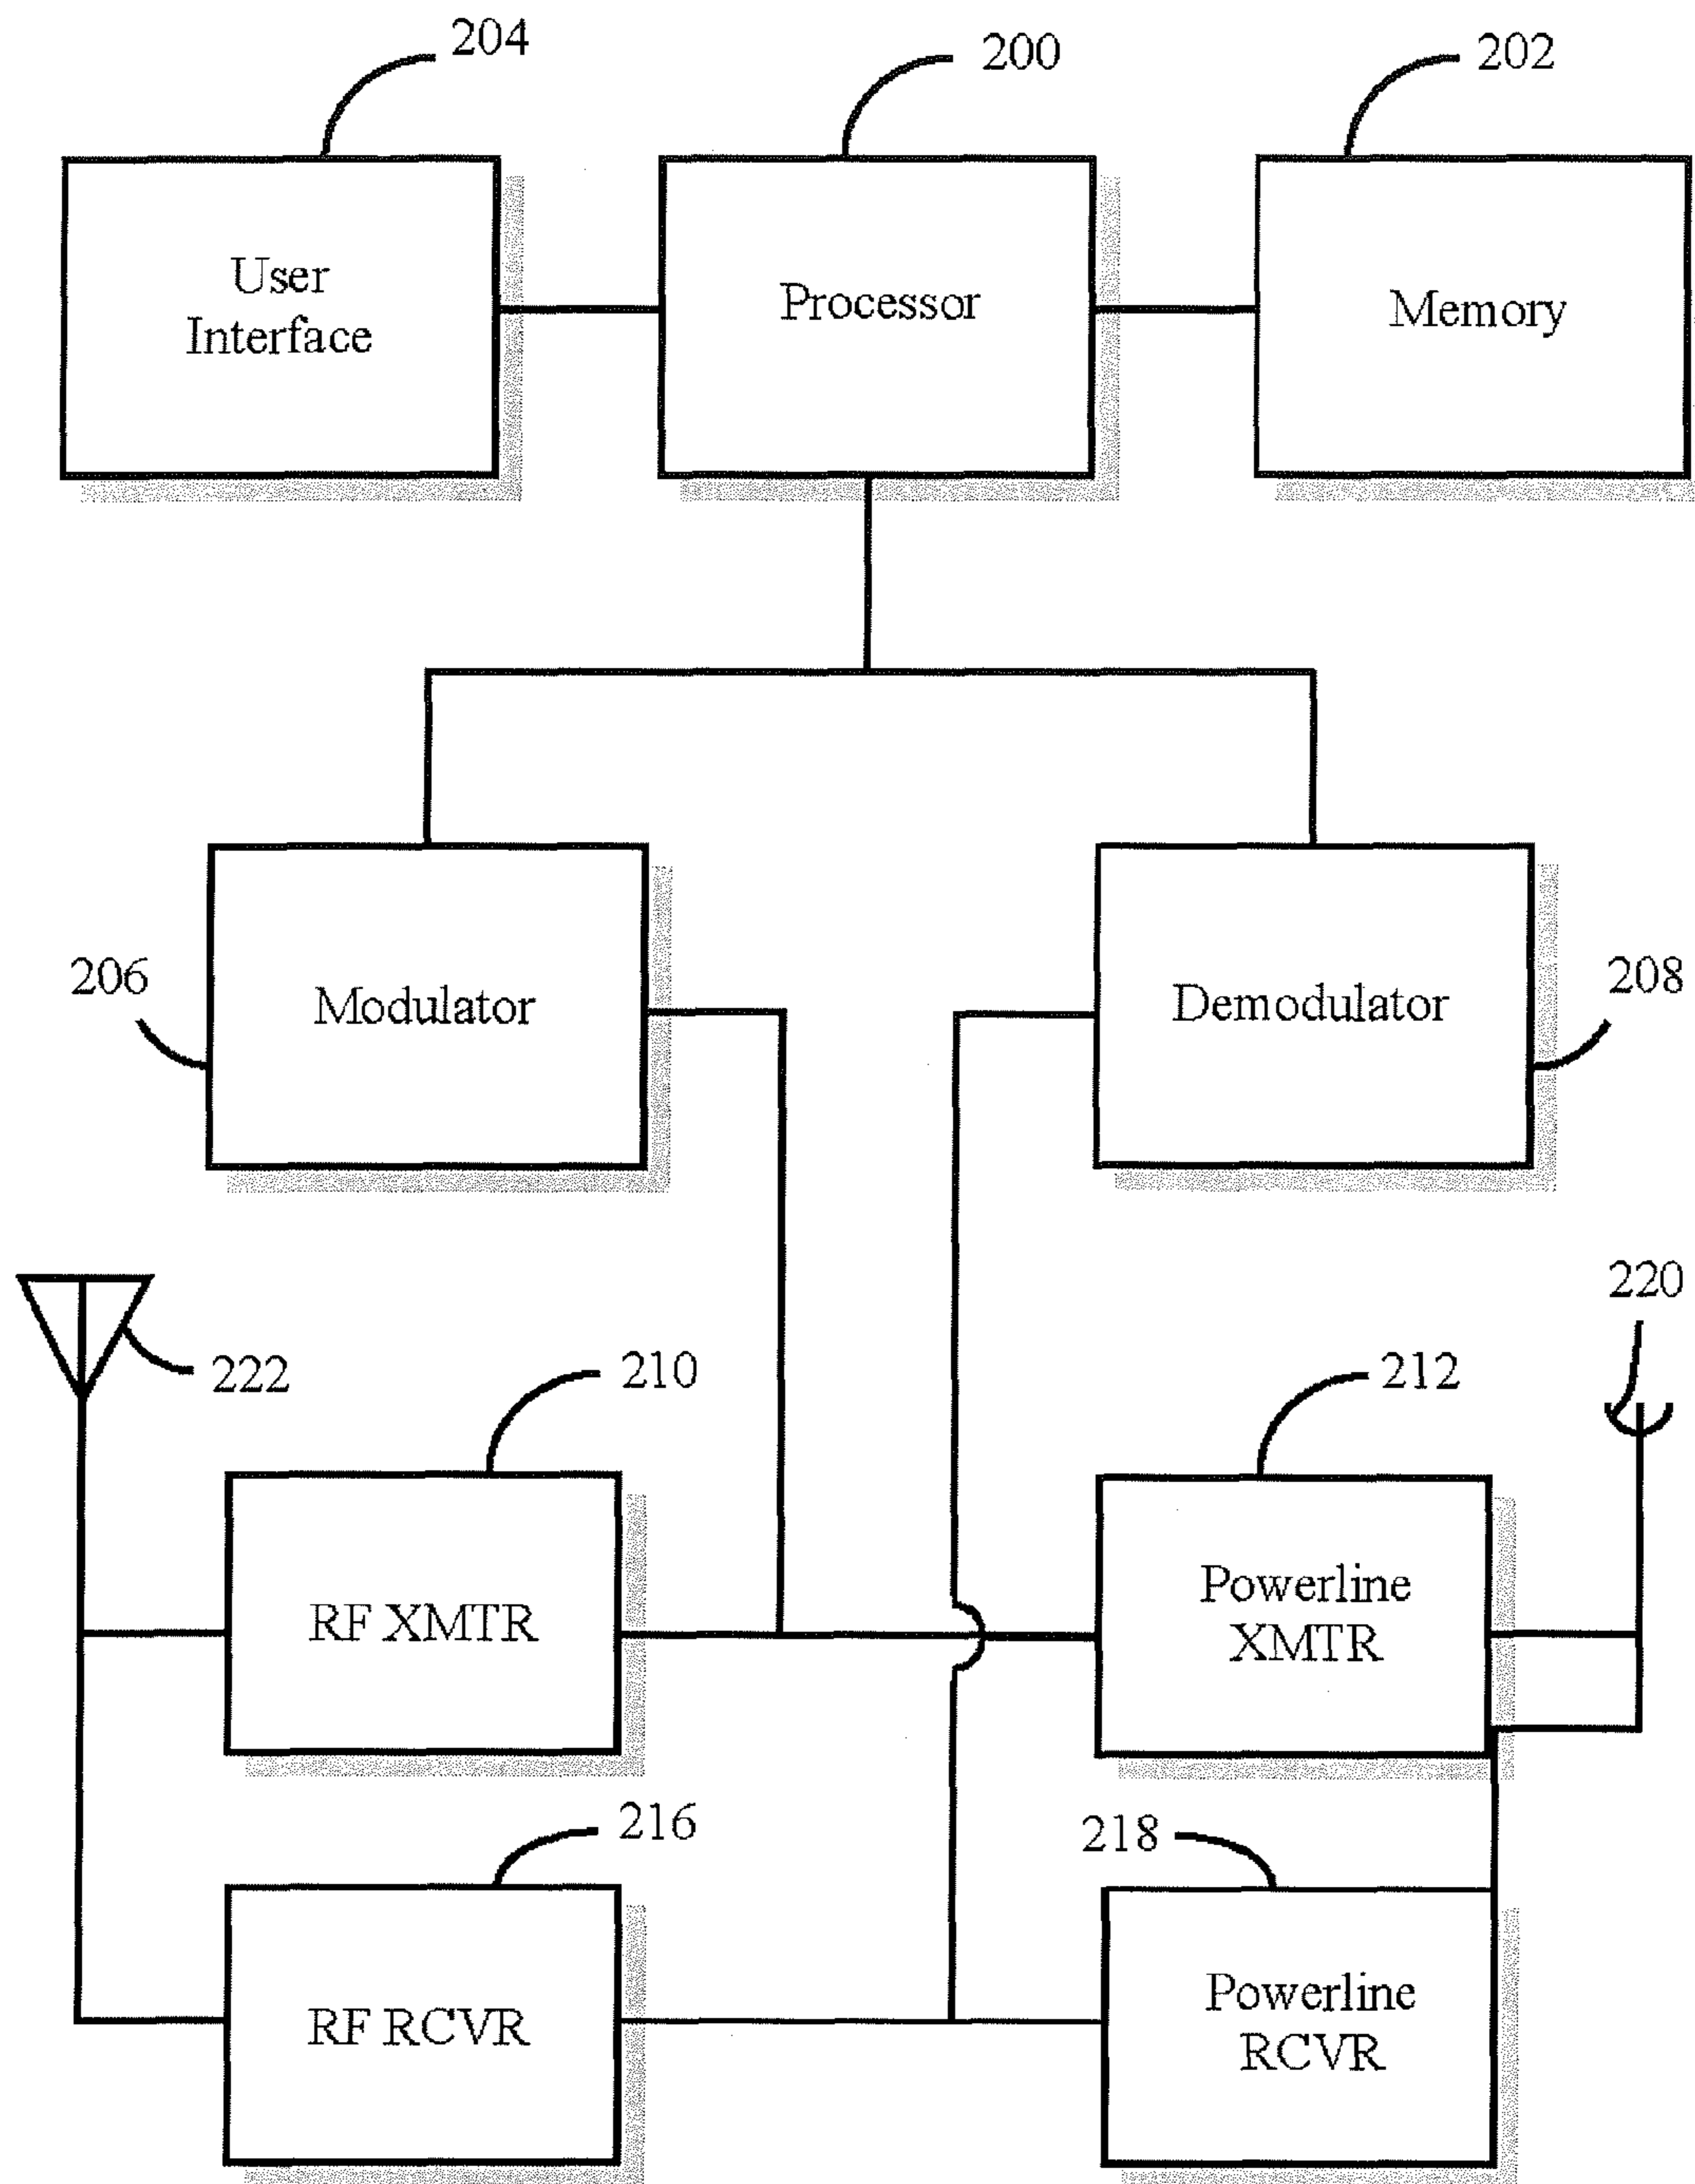 204
200
202
User
Interface
Processor
Memory
206
Modulator
Demodulator
208
220
222
210
212
RF XMTR
Powerline
XMTR
216
218
RF RCVR
Powerline
RCVR